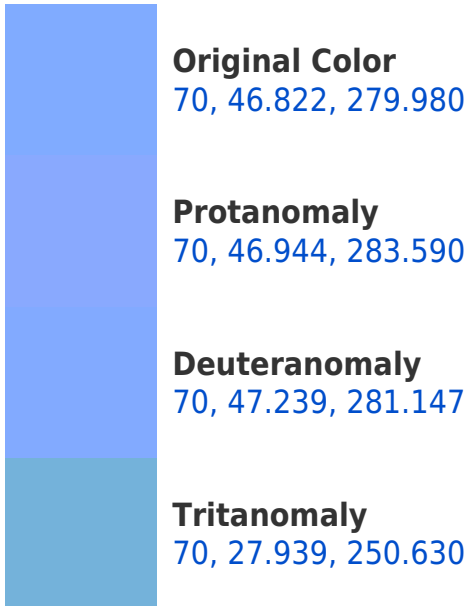 Original Color
70, 46.822, 279.980
Protanomaly
70, 46.944, 283.590
Deuteranomaly
70, 47.239, 281.147
Tritanomaly
70, 27.939, 250.630